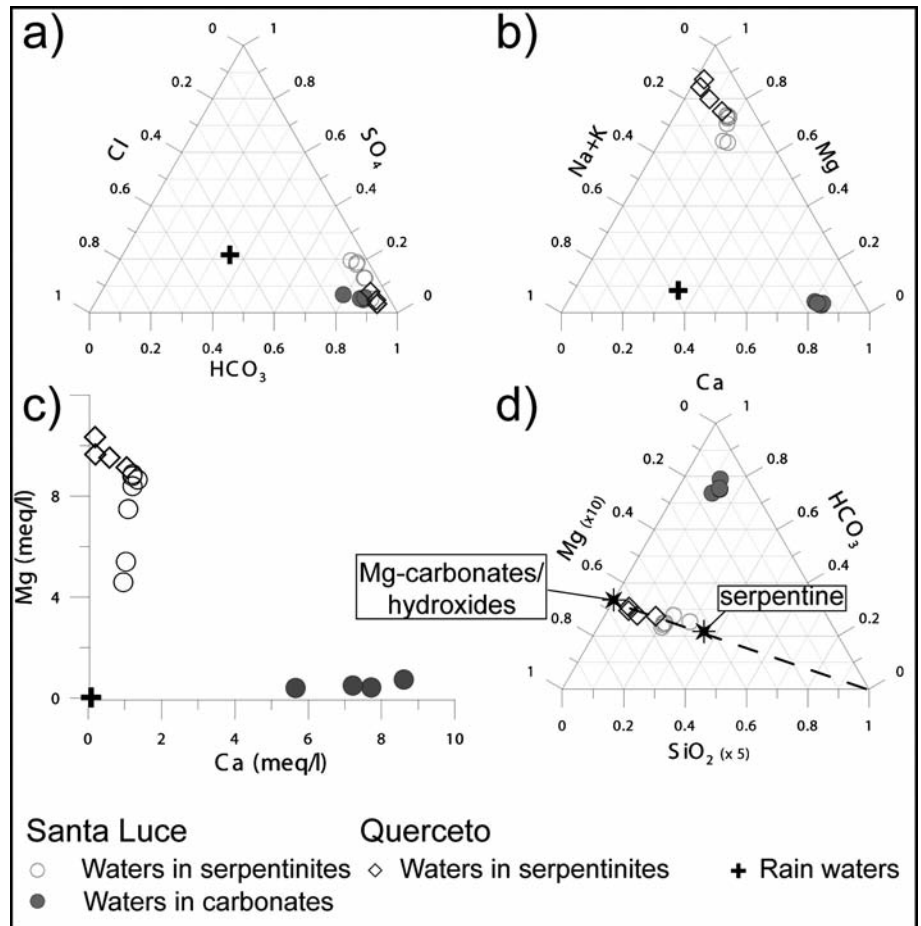 a)
0 1
0.2 0.8
Cl SO₄
0.4 0.6
0.6 0.4
0.8 0.2
1 0
0 0.2 0.4 0.6 0.8 1
HCO₃
b)
0 1
0.2 0.8
Na+K Mg
0.4 0.6
0.6 0.4
0.8 0.2
1 0
0 0.2 0.4 0.6 0.8 1
Ca
c)
Mg (meq/l)
8
4
0
0 2 4 6 8 10
Ca (meq/l)
d)
0 1
0.2 0.8
Mg (x10) HCO₃
0.4 0.6
0.6 0.4
Mg-carbonates/
hydroxides
serpentine
0.8 0.2
1 0
0 0.2 0.4 0.6 0.8 1
SiO₂ (x 5)
Santa Luce Querceto
Waters in serpentinites Waters in serpentinites Rain waters
Waters in carbonates